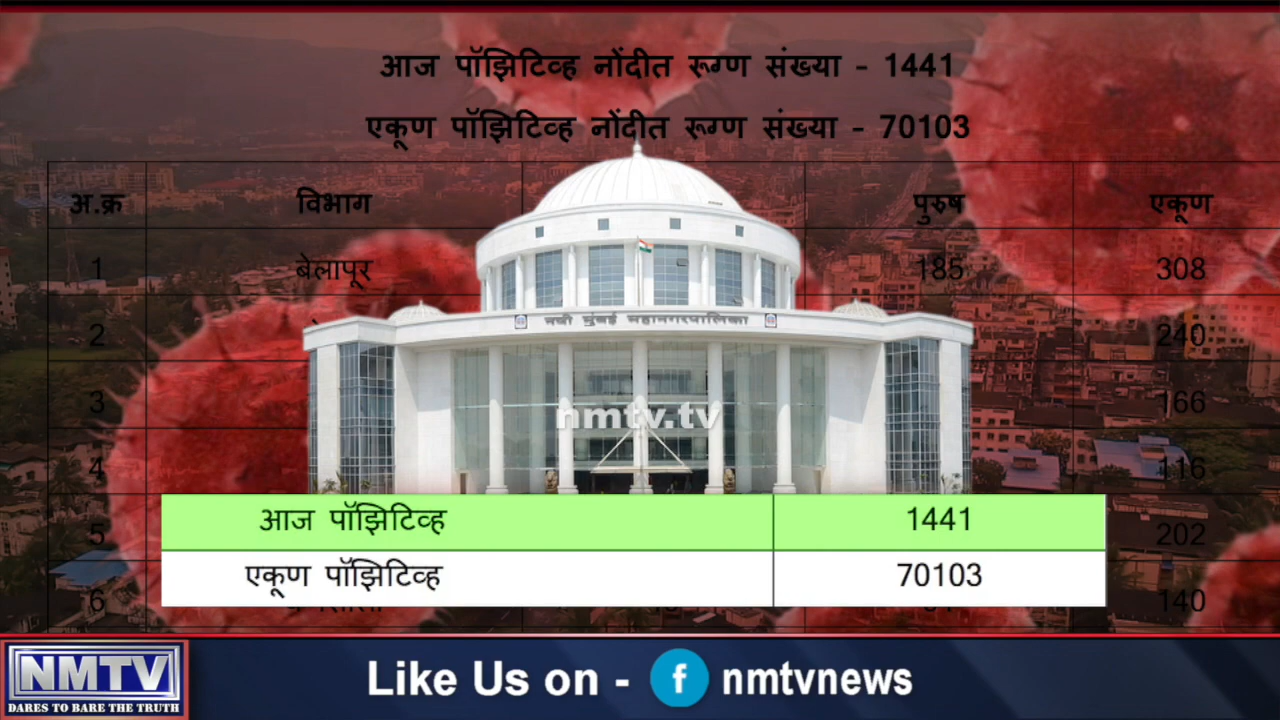 आज पॉझिटिव्ह नोंदीत रूग्ण संख्या - 1441
एकूण पॉझिटिव्ह नोंदीत रूग्ण संख्या - 70103
अ.क्र विभाग पुरुष एकूण
1 बेलापूर 185 308
2 240
नवी मुंबई महानगरपालिका
3 166
nmtv.tv
4 116
आज पॉझिटिव्ह 1441
5 202
एकूण पॉझिटिव्ह 70103
6 140
NMTV
DARES TO BARE THE TRUTH
Like Us on - f nmtvnews